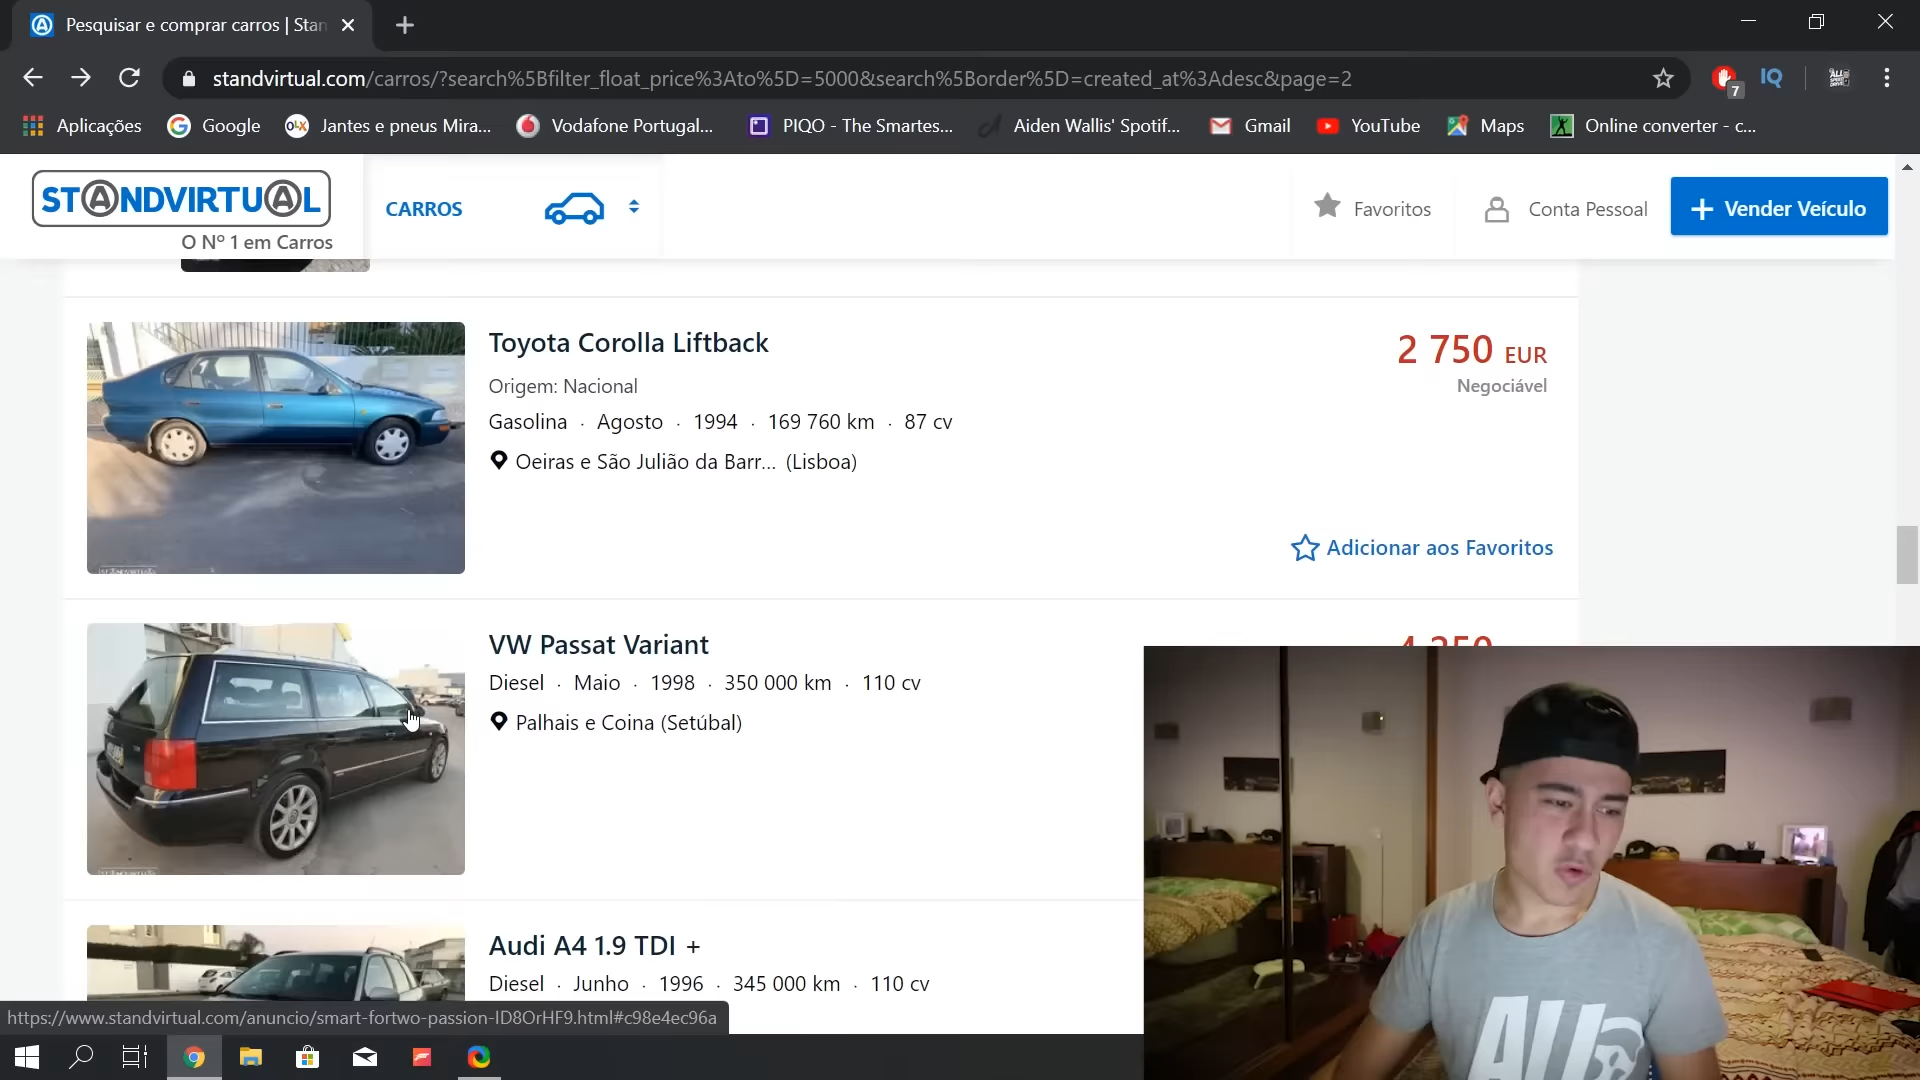 Pesquisar e comprar carros | Stan
standvirtual.com/carros/?search%5Bfilter_float_price%3Ato%5D=5000&search%5Border%5D=created_at%3Adesc&page=2
7
IQ
Aplicações
Google
OLX
Jantes e pneus Mira...
Vodafone Portugal...
PIQO - The Smartes...
Aiden Wallis' Spotif...
Gmail
YouTube
Maps
Online converter - c...
STANDVIRTUAL
O Nº 1 em Carros
CARROS
Favoritos
Conta Pessoal
+ Vender Veículo
Toyota Corolla Liftback
2 750 EUR
Origem: Nacional
Negociável
Gasolina · Agosto · 1994 · 169 760 km · 87 cv
Oeiras e São Julião da Barr... (Lisboa)
Adicionar aos Favoritos
VW Passat Variant
Diesel · Maio · 1998 · 350 000 km · 110 cv
Palhais e Coina (Setúbal)
Audi A4 1.9 TDI +
Diesel · Junho · 1996 · 345 000 km · 110 cv
https://www.standvirtual.com/anuncio/smart-fortwo-passion-ID8OrHF9.html#c98e4ec96a
ALL